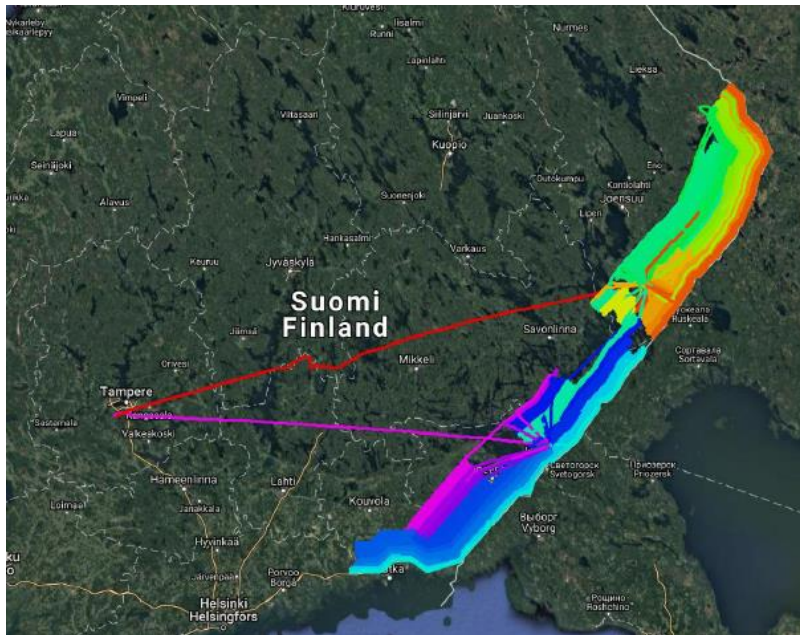 Nykarleby
Kiuruvesi
Iisalmi
Runni
Nurmes
Lapinlahti
Lieksa
Vimpeli
Viitasaari
Siilinjärvi
Juankoski
Lapua
Kuopio
Seinäjoki
Outokumpu
Eno
Kontiolahti
Joensuu
Alavus
Suonenjoki
Liperi
Hankasalmi
Varkaus
Keuruu
Jyväskylä
Suomi
Finland
Ruskeala
Jämsä
Savonlinna
Mikkeli
Сортавала
Sortavala
Orivesi
Tampere
Kangasala
Sastamala
Valkeakoski
Светогорск
Svetogorsk
Приозерск
Priozersk
Hämeenlinna
Lahti
Loimaa
Janakkala
Kouvola
Выборг
Vyborg
Hyvinkää
Järvenpää
Porvoo
Borgå
Helsinki
Helsingfors
Рощино
Roshchino